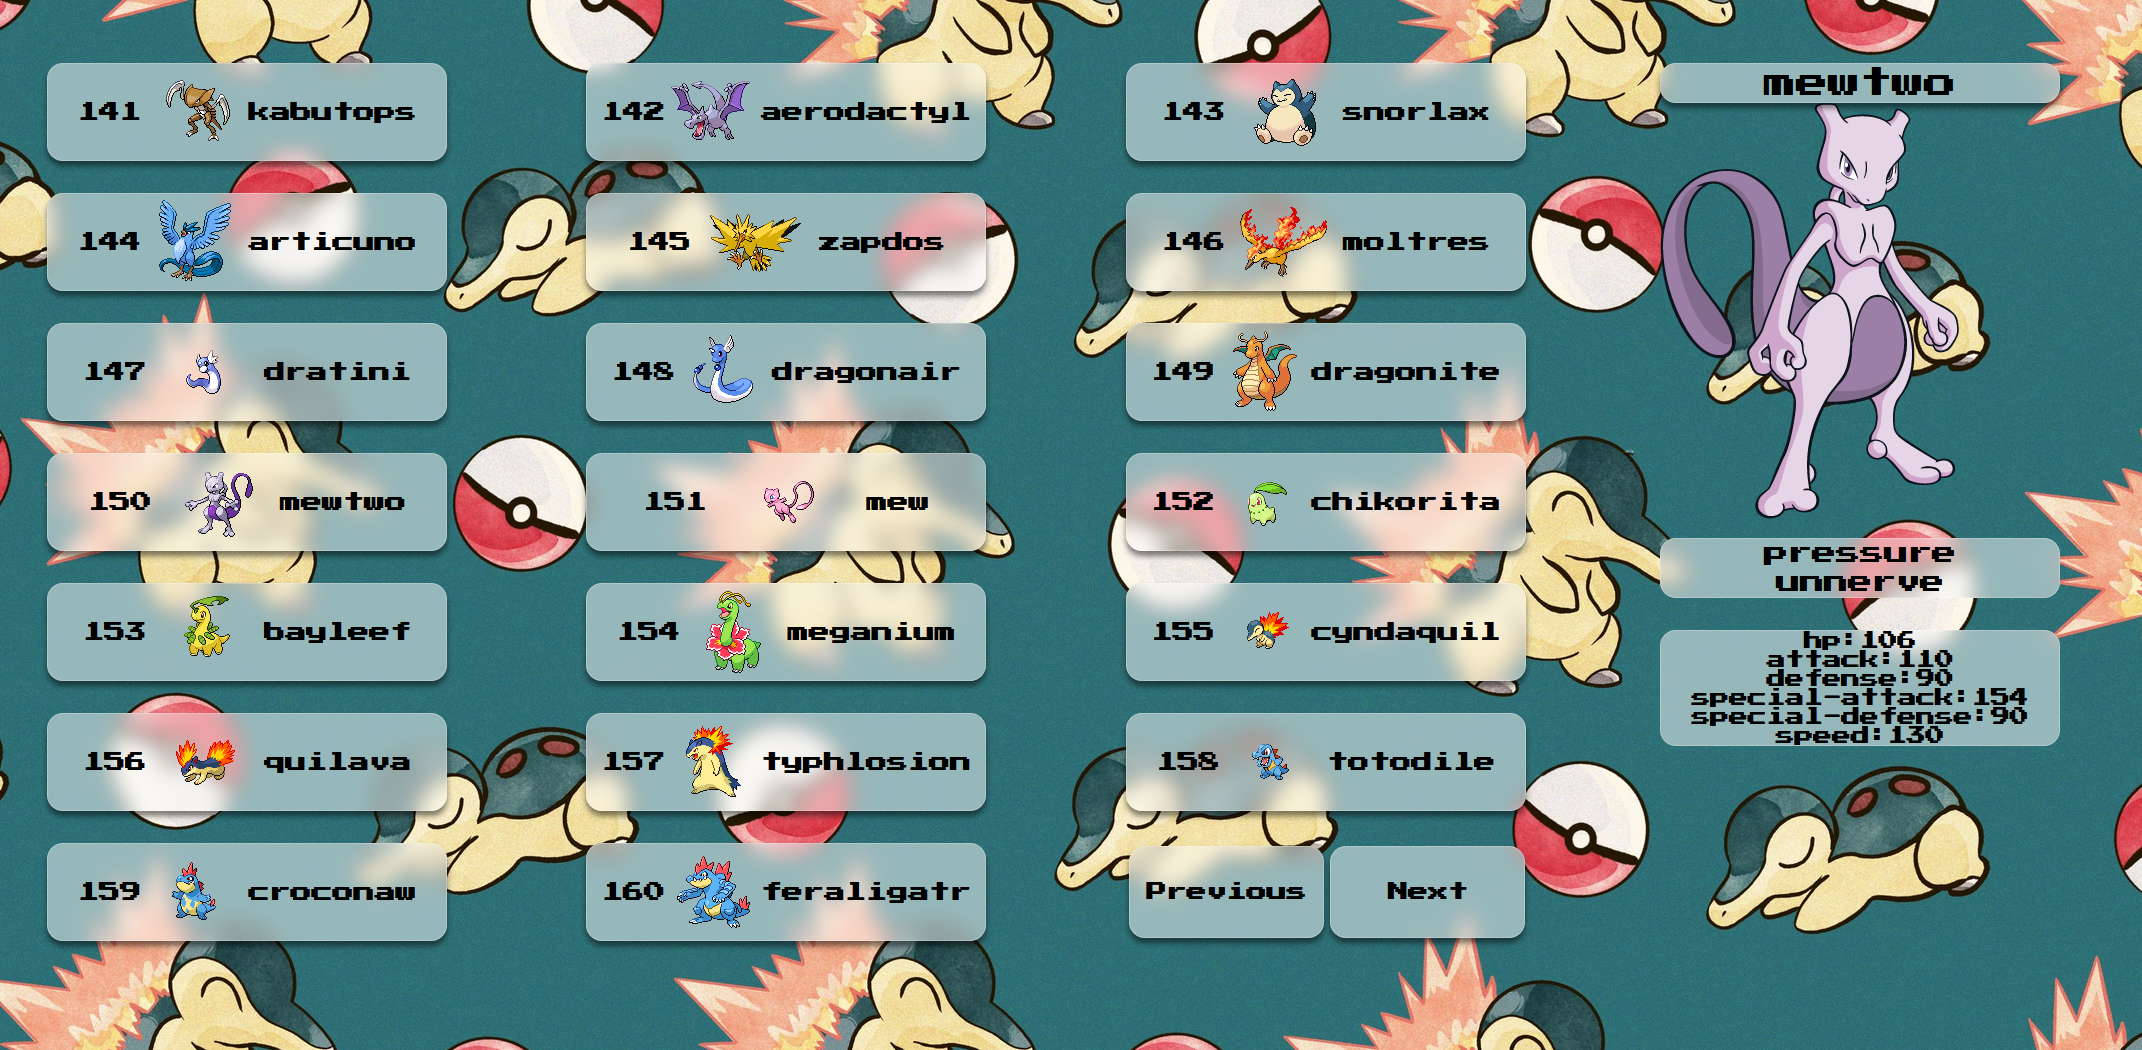 141 kabutops
142 aerodactyl
143 snorlax
144 articuno
145 zapdos
146 moltres
147 dratini
148 dragonair
149 dragonite
150 mewtwo
151 mew
152 chikorita
153 bayleef
154 meganium
155 cyndaquil
156 quilava
157 typhlosion
158 totodile
159 croconaw
160 feraligatr
Previous
Next
mewtwo
pressure
unnerve
hp:106
attack:110
defense:90
special-attack:154
special-defense:90
speed:130